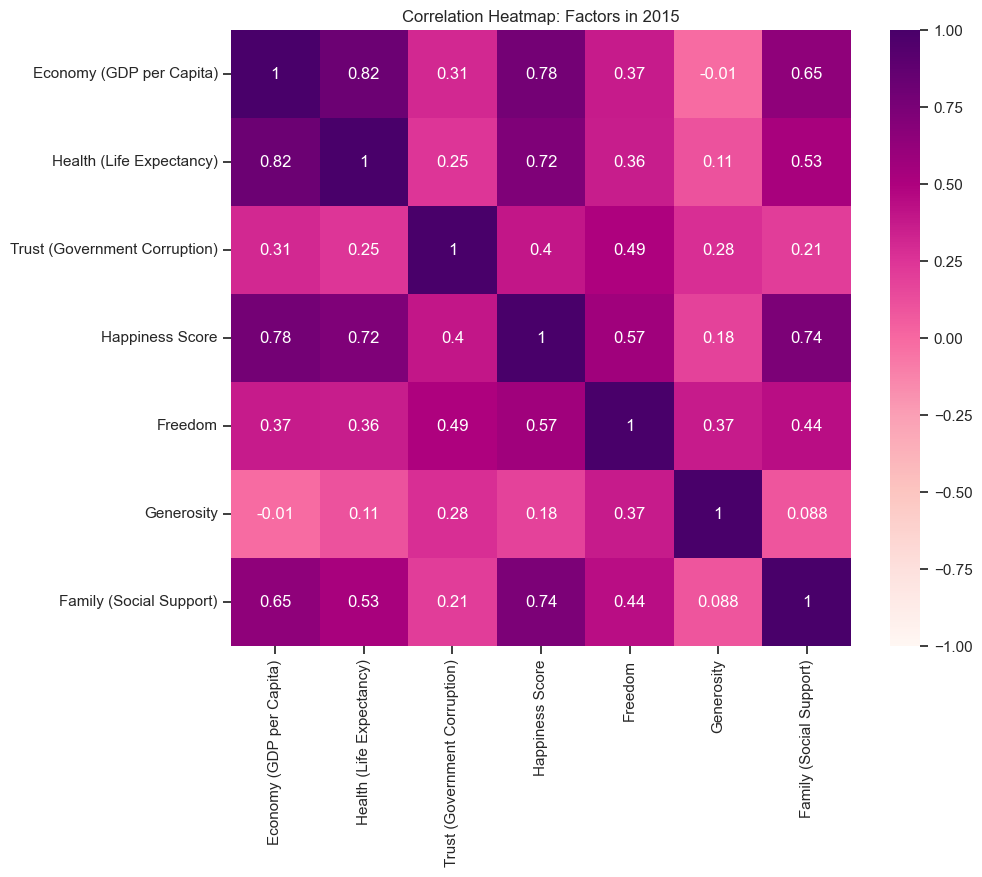 Correlation Heatmap: Factors in 2015
Economy (GDP per Capita) 1 0.82 0.31 0.78 0.37 -0.01 0.65
Health (Life Expectancy) 0.82 1 0.25 0.72 0.36 0.11 0.53
Trust (Government Corruption) 0.31 0.25 1 0.4 0.49 0.28 0.21
Happiness Score 0.78 0.72 0.4 1 0.57 0.18 0.74
Freedom 0.37 0.36 0.49 0.57 1 0.37 0.44
Generosity -0.01 0.11 0.28 0.18 0.37 1 0.088
Family (Social Support) 0.65 0.53 0.21 0.74 0.44 0.088 1
Economy (GDP per Capita)
Health (Life Expectancy)
Trust (Government Corruption)
Happiness Score
Freedom
Generosity
Family (Social Support)
1.00
0.75
0.50
0.25
0.00
−0.25
−0.50
−0.75
−1.00